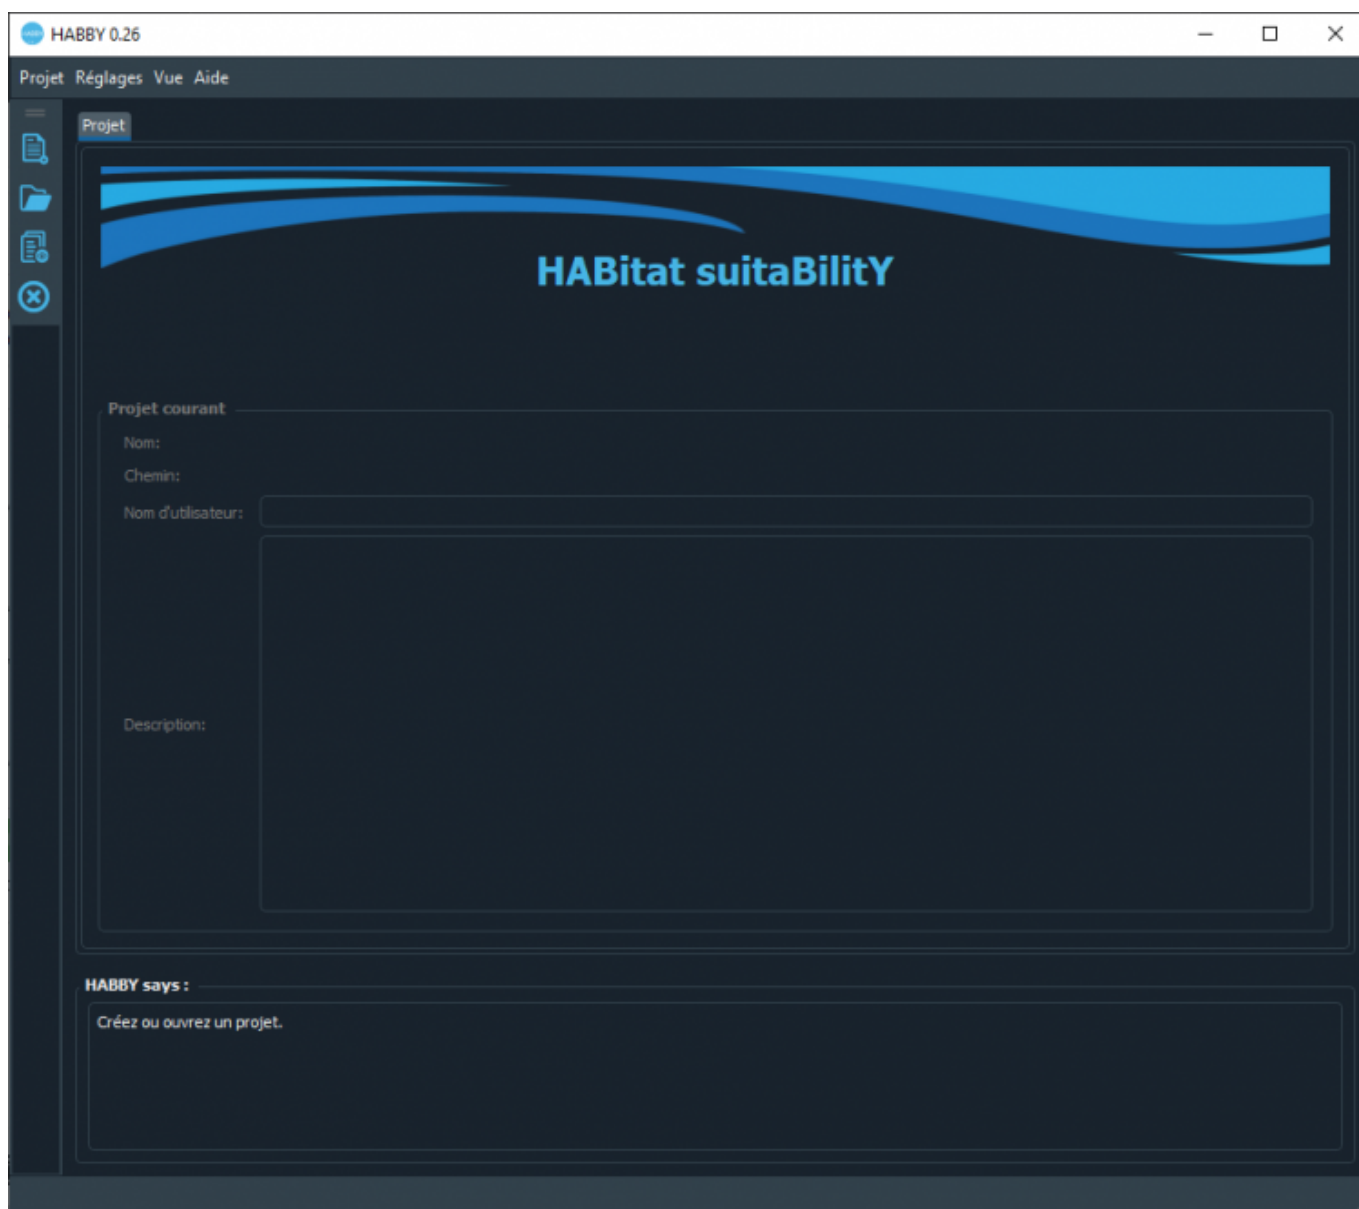 HABBY 0.26
Projet Réglages Vue Aide
Projet
HABitat suitaBilitY
Projet courant
Nom:
Chemin:
Nom d'utilisateur:
Description:
HABBY says :
Créez ou ouvrez un projet.